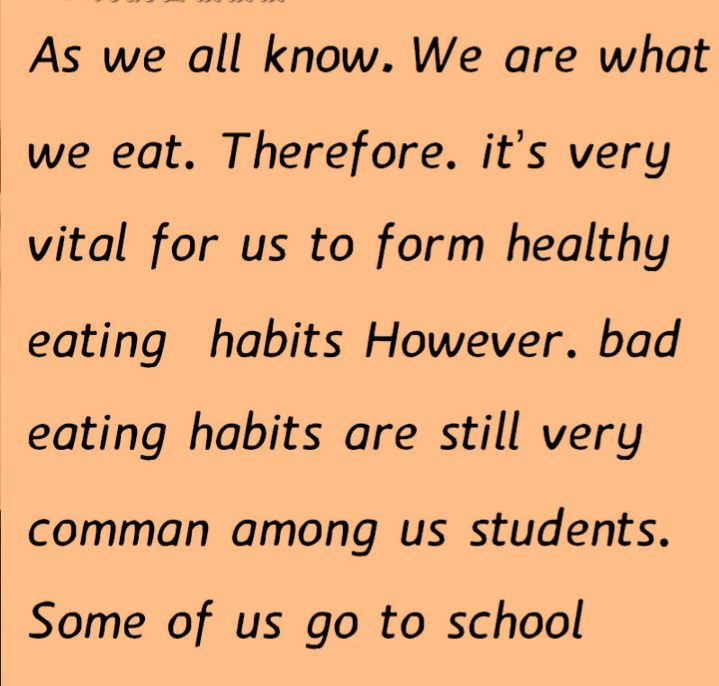 As we all know. We are what
we eat. Therefore. it's very
vital for us to form healthy
eating habits However. bad
eating habits are still very
comman among us students.
Some of us go to school